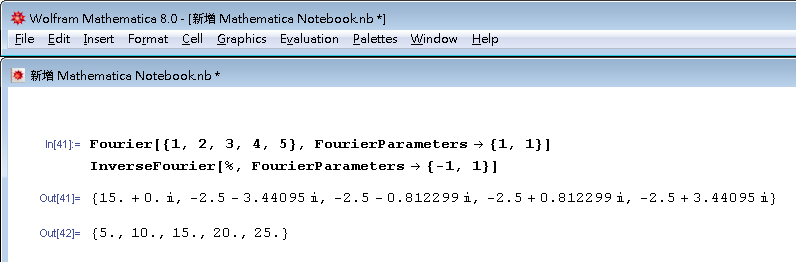 Wolfram Mathematica 8.0 - [新增 Mathematica Notebook.nb *]
File Edit Insert Format Cell Graphics Evaluation Palettes Window Help
新增 Mathematica Notebook.nb *
In[41]:= Fourier[{1, 2, 3, 4, 5}, FourierParameters → {1, 1}]
InverseFourier[%, FourierParameters → {-1, 1}]
Out[41]= {15. + 0. i, -2.5 - 3.44095 i, -2.5 - 0.812299 i, -2.5 + 0.812299 i, -2.5 + 3.44095 i}
Out[42]= {5., 10., 15., 20., 25.}